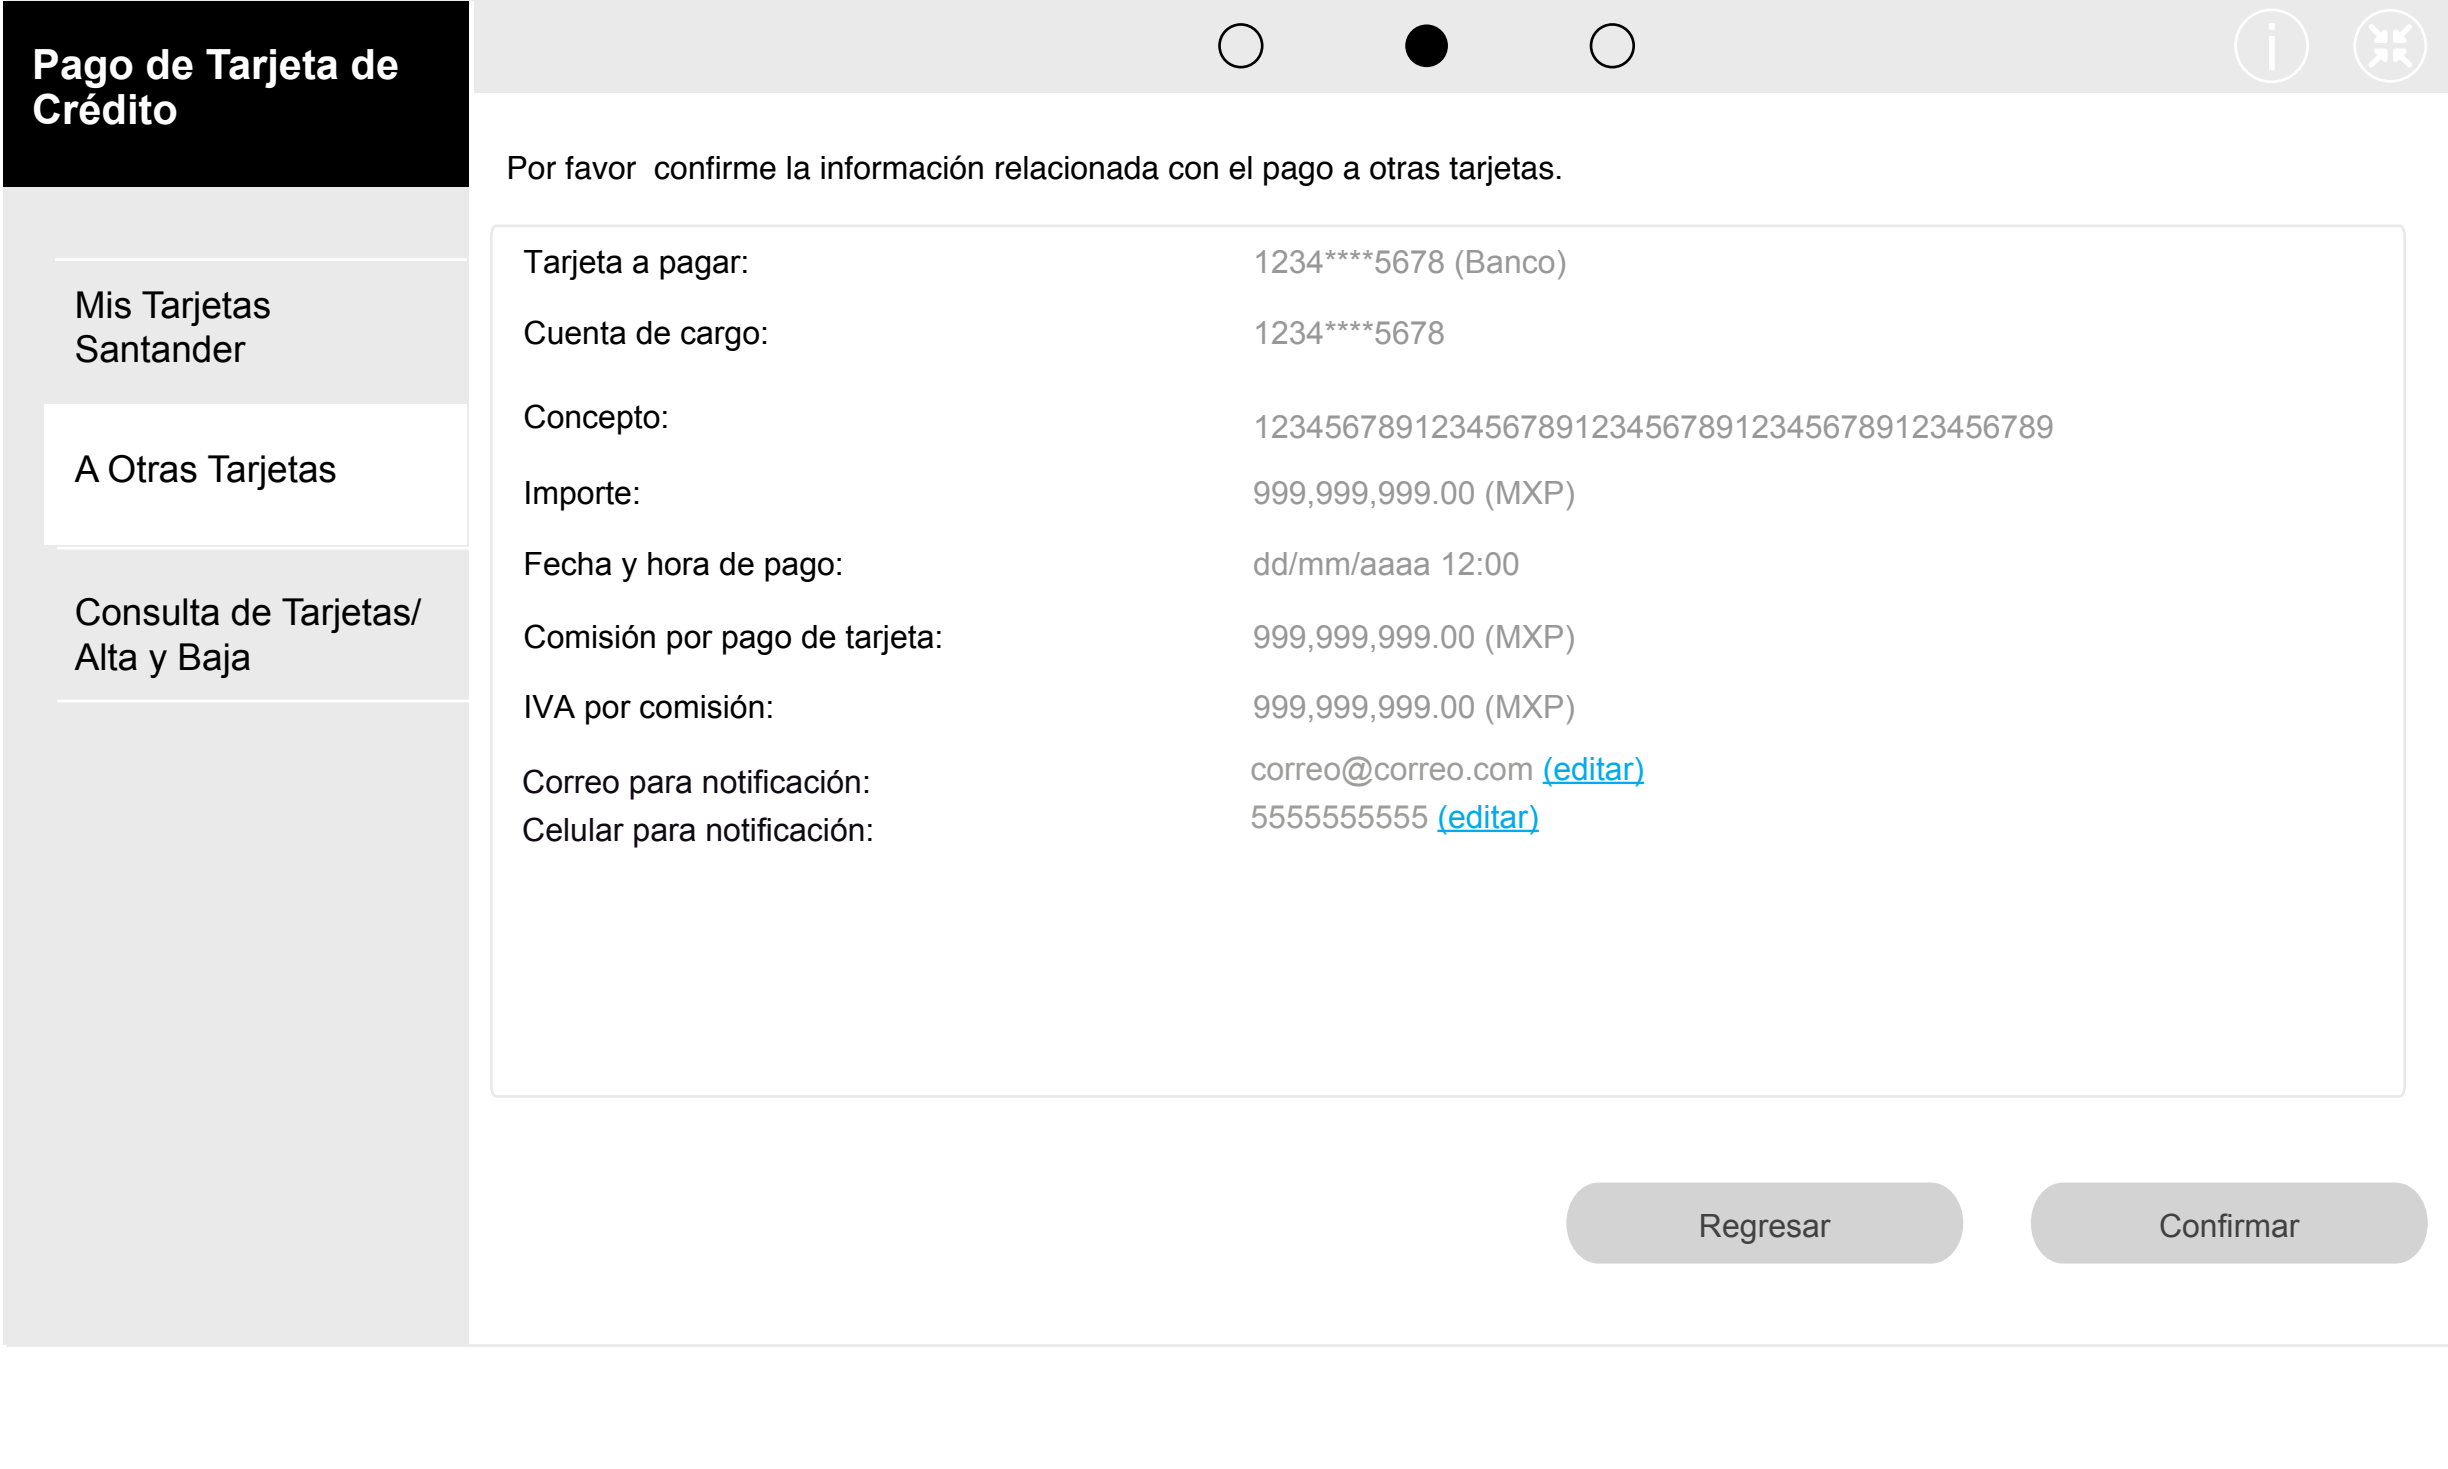 Pago de Tarjeta de
Crédito
i
Por favor  confirme la información relacionada con el pago a otras tarjetas.
Mis Tarjetas
Santander
A Otras Tarjetas
Consulta de Tarjetas/
Alta y Baja
Tarjeta a pagar: 1234****5678 (Banco)
Cuenta de cargo: 1234****5678
Concepto: 123456789123456789123456789123456789123456789
Importe: 999,999,999.00 (MXP)
Fecha y hora de pago: dd/mm/aaaa 12:00
Comisión por pago de tarjeta: 999,999,999.00 (MXP)
IVA por comisión: 999,999,999.00 (MXP)
Correo para notificación: correo@correo.com (editar)
Celular para notificación: 5555555555 (editar)
Regresar
Confirmar